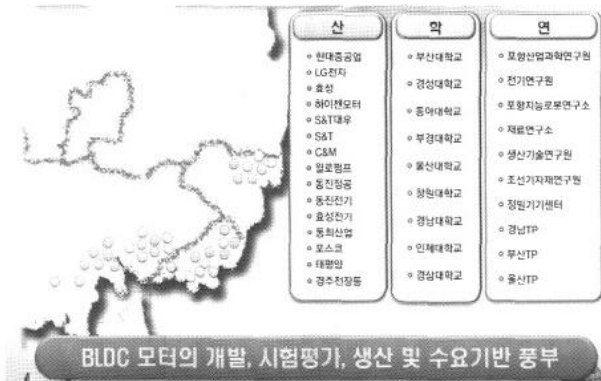 산
현대중공업
LG전자
효성
하이젠모터
S&T대우
S&T
C&M
윌로펌프
동진정공
동진전기
효성전기
동희산업
포스코
태평양
경주전장등
학
부산대학교
경성대학교
동아대학교
부경대학교
울산대학교
창원대학교
경남대학교
인제대학교
경상대학교
연
포항산업과학연구원
전기연구원
포항지능로봇연구소
재료연구소
생산기술연구원
조선기자재연구원
정밀기기센터
경남TP
부산TP
울산TP
BLDC 모터의 개발, 시험평가, 생산 및 수요기반 풍부